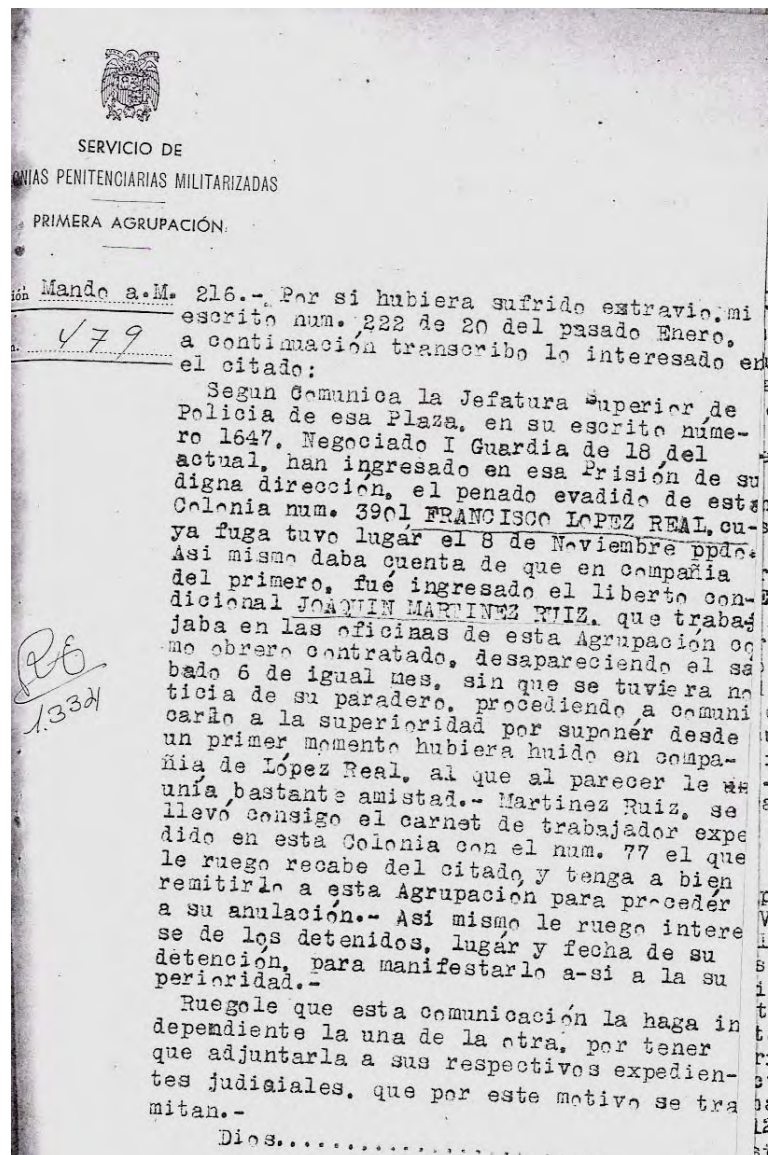 SERVICIO DE
ONIAS PENITENCIARIAS MILITARIZADAS
PRIMERA AGRUPACIÓN.
ión Mando a.M. 216.- Por si hubiera sufrido extravio, mi
escrito num. 222 de 20 del pasado Enero,
n. 479 a continuación transcribo lo interesado en
el citado:
Segun Comunica la Jefatura Superior de
Policia de esa Plaza, en su escrito núme-
ro 1647, Negociado I Guardia de 18 del
actual, han ingresado en esa Prisión de su
digna dirección, el penado evadido de esta
Colonia num. 3901 FRANCISCO LOPEZ REAL, cu-
ya fuga tuvo lugar el 8 de Noviembre ppdo.
Asi mismo daba cuenta de que en compañia
del primero, fué ingresado el liberto con-
dicional JOAQUIN MARTINEZ RUIZ, que traba
jaba en las oficinas de esta Agrupación co
mo obrero contratado, desapareciendo el sá
bado 6 de igual mes, sin que se tuviera no
ticia de su paradero, procediendo a comuni
carlo a la superioridad por suponer desde
un primer momento hubiera huido en compa-
ñia de López Real, al que al parecer le
unía bastante amistad.- Martinez Ruiz, se
llevó consigo el carnet de trabajador expe
dido en esta Colonia con el num. 77 el que
le ruego recabe del citado y tenga a bien
remitirlo a esta Agrupación para procedér
a su anulación.- Asi mismo le ruego intere
se de los detenidos, lugár y fecha de su
detención, para manifestarlo a-si a la su
perioridad.-
Ruegole que esta comunicación la haga in
dependiente la una de la otra, por tener
que adjuntarla a sus respectivos expedien-
tes judiaiales, que por este motivo se tra
mitan.-
Dios..................
1.334